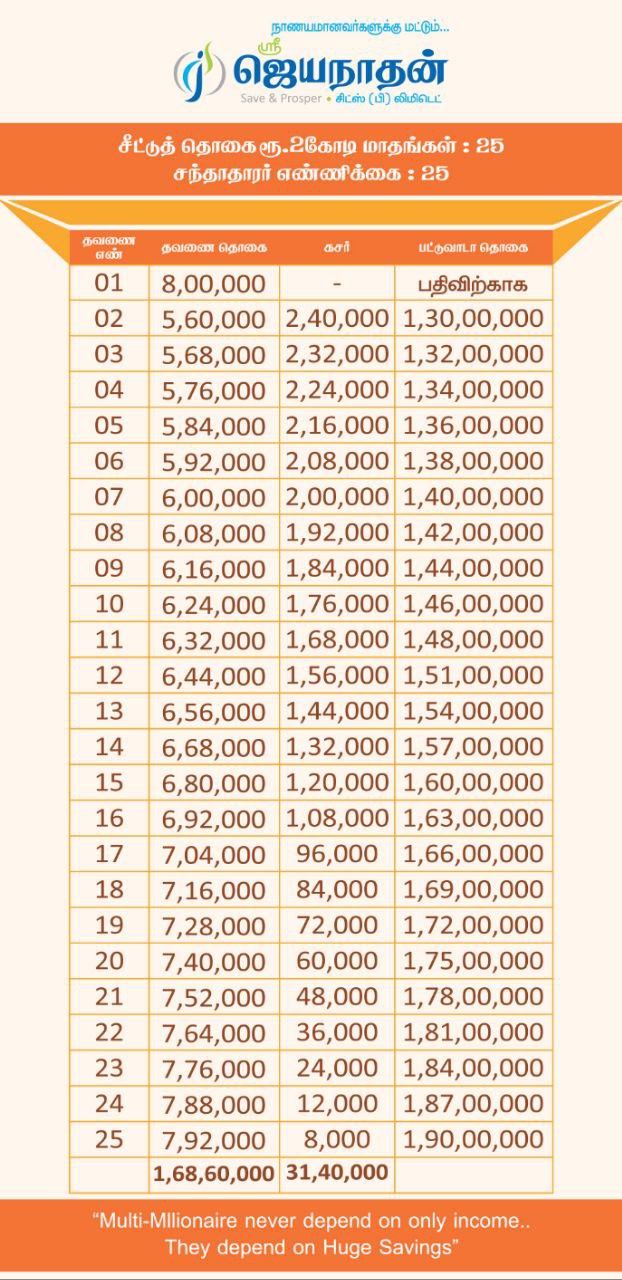 நாணயமானவர்களுக்கு மட்டும்...
ஸ்ரீ
ஜெயநாதன்
Save & Prosper • சிட்ஸ் (பி) லிமிடெட்
சீட்டுத் தொகை ரூ.2கோடி மாதங்கள் : 25
சந்தாதாரர் எண்ணிக்கை : 25
தவணை எண் தவணை தொகை கசர் பட்டுவாடா தொகை
01 8,00,000 - பதிவிற்காக
02 5,60,000 2,40,000 1,30,00,000
03 5,68,000 2,32,000 1,32,00,000
04 5,76,000 2,24,000 1,34,00,000
05 5,84,000 2,16,000 1,36,00,000
06 5,92,000 2,08,000 1,38,00,000
07 6,00,000 2,00,000 1,40,00,000
08 6,08,000 1,92,000 1,42,00,000
09 6,16,000 1,84,000 1,44,00,000
10 6,24,000 1,76,000 1,46,00,000
11 6,32,000 1,68,000 1,48,00,000
12 6,44,000 1,56,000 1,51,00,000
13 6,56,000 1,44,000 1,54,00,000
14 6,68,000 1,32,000 1,57,00,000
15 6,80,000 1,20,000 1,60,00,000
16 6,92,000 1,08,000 1,63,00,000
17 7,04,000 96,000 1,66,00,000
18 7,16,000 84,000 1,69,00,000
19 7,28,000 72,000 1,72,00,000
20 7,40,000 60,000 1,75,00,000
21 7,52,000 48,000 1,78,00,000
22 7,64,000 36,000 1,81,00,000
23 7,76,000 24,000 1,84,00,000
24 7,88,000 12,000 1,87,00,000
25 7,92,000 8,000 1,90,00,000
1,68,60,000 31,40,000
“Multi-MIlionaire never depend on only income..
They depend on Huge Savings”